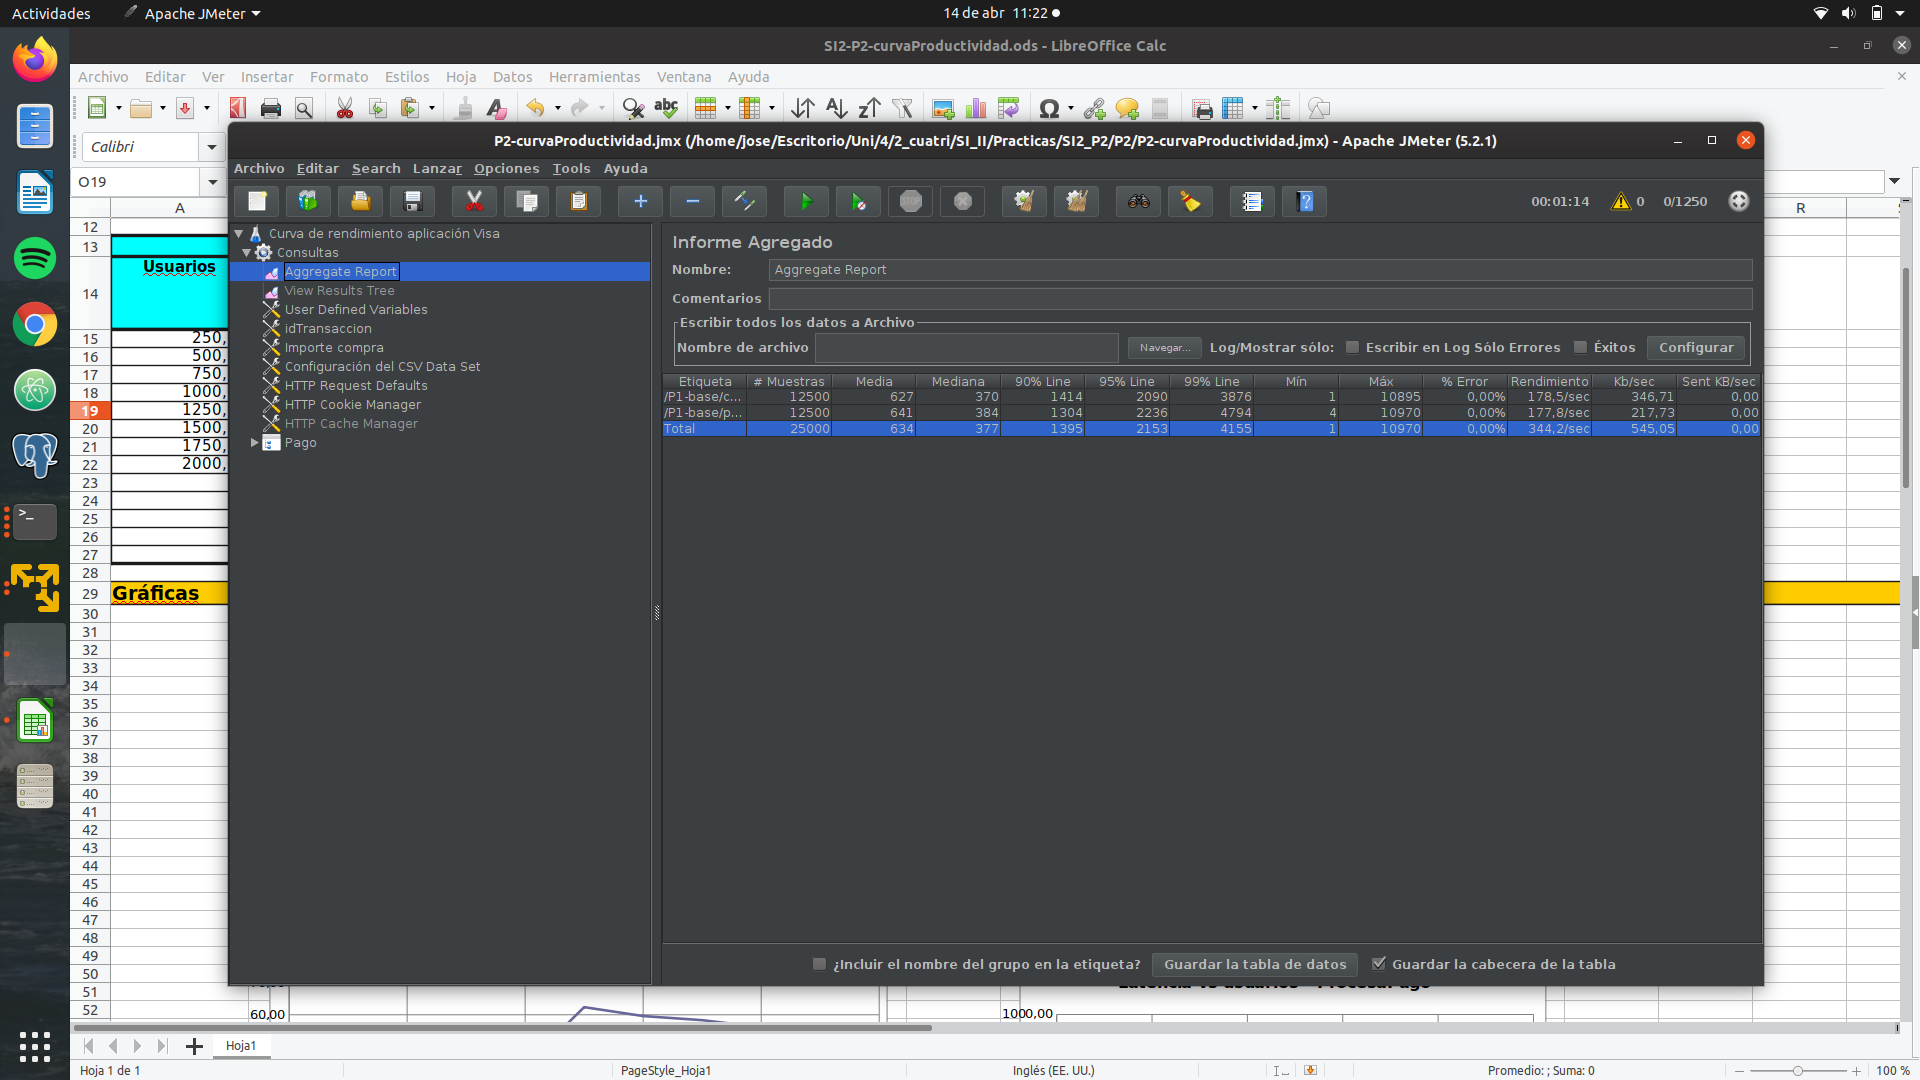 Actividades
Apache JMeter
14 de abr 11:22
SI2-P2-curvaProductividad.ods - LibreOffice Calc
Archivo Editar Ver Insertar Formato Estilos Hoja Datos Herramientas Ventana Ayuda
Calibri
O19
P2-curvaProductividad.jmx (/home/jose/Escritorio/Uni/4/2_cuatri/SI_II/Practicas/SI2_P2/P2/P2-curvaProductividad.jmx) - Apache JMeter (5.2.1)
Archivo Editar Search Lanzar Opciones Tools Ayuda
00:01:14 0 0/1250
A R
12
13
14 Usuarios
15 250,
16 500,
17 750,
18 1000,
19 1250,
20 1500,
21 1750,
22 2000,
23
24
25
26
27
28
29 Gráficas
30
31
32
33
34
35
36
37
38
39
40
41
42
43
44
45
46
47
48
49
50
51
52
Curva de rendimiento aplicación Visa
Consultas
Aggregate Report
View Results Tree
User Defined Variables
idTransaccion
Importe compra
Configuración del CSV Data Set
HTTP Request Defaults
HTTP Cookie Manager
HTTP Cache Manager
Pago
Informe Agregado
Nombre: Aggregate Report
Comentarios
Escribir todos los datos a Archivo
Nombre de archivo Navegar... Log/Mostrar sólo: Escribir en Log Sólo Errores Éxitos Configurar
Etiqueta # Muestras Media Mediana 90% Line 95% Line 99% Line Mín Máx % Error Rendimiento Kb/sec Sent KB/sec
/P1-base/c... 12500 627 370 1414 2090 3876 1 10895 0,00% 178,5/sec 346,71 0,00
/P1-base/p... 12500 641 384 1304 2236 4794 4 10970 0,00% 177,8/sec 217,73 0,00
Total 25000 634 377 1395 2153 4155 1 10970 0,00% 344,2/sec 545,05 0,00
¿Incluir el nombre del grupo en la etiqueta? Guardar la tabla de datos Guardar la cabecera de la tabla
60,00
1000,00
Hoja1
Hoja 1 de 1
PageStyle_Hoja1
Inglés (EE. UU.)
Promedio: ; Suma: 0
100 %